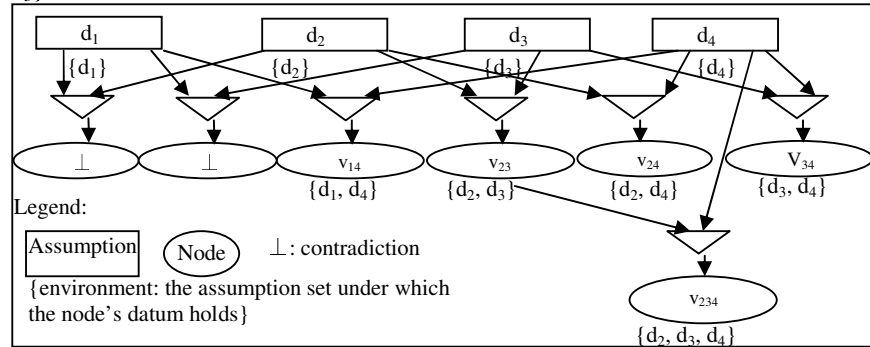 d₁ d₂ d₃ d₄
{d₁} {d₂} {d₃} {d₄}
⊥ ⊥ v₁₄ v₂₃ v₂₄ V₃₄
{d₁, d₄} {d₂, d₃} {d₂, d₄} {d₃, d₄}
Legend:
Assumption Node ⊥: contradiction
{environment: the assumption set under which
the node's datum holds}
v₂₃₄
{d₂, d₃, d₄}